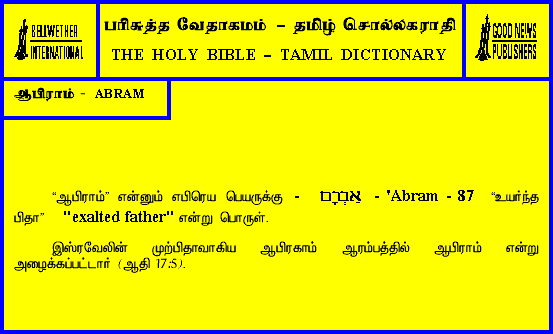 BELLWETHER
INTERNATIONAL
பரிசுத்த வேதாகமம் – தமிழ் சொல்லகராதி
THE HOLY BIBLE – TAMIL DICTIONARY
GOOD NEWS
PUBLISHERS
ஆபிராம் - ABRAM
“ஆபிராம்” என்னும் எபிரெய பெயருக்கு - אַבְרָם - 'Abram - 87 “உயர்ந்த
பிதா” "exalted father" என்று பொருள்.
இஸ்ரவேலின் முற்பிதாவாகிய ஆபிரகாம் ஆரம்பத்தில் ஆபிராம் என்று
அழைக்கப்பட்டார் (ஆதி 17:5).